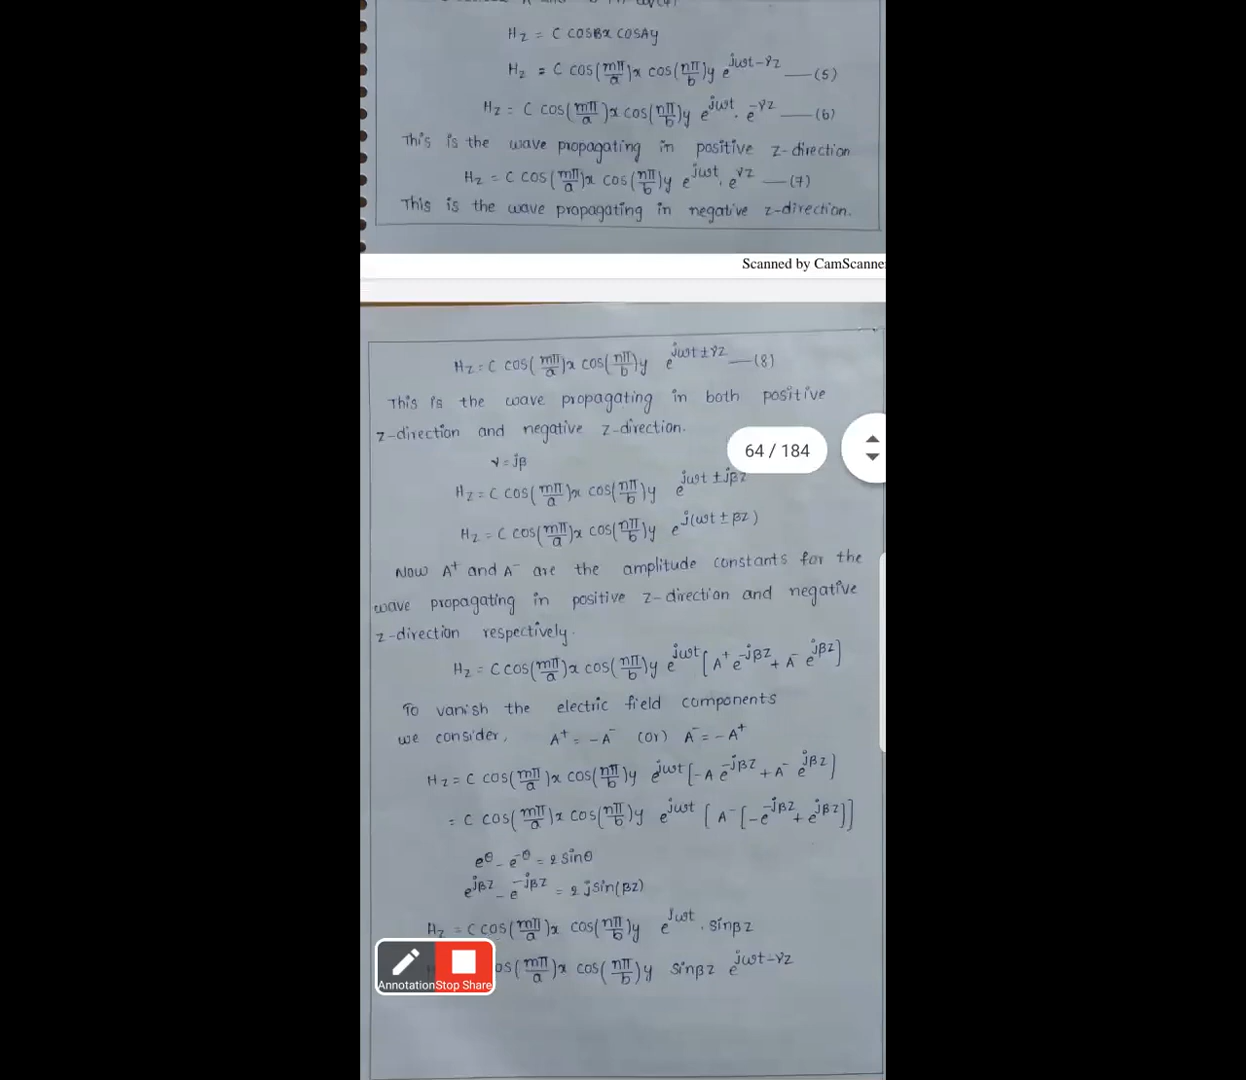 Hz = C cosBx cosAy
Hz = C cos(mπ/a)x cos(nπ/b)y e^jωt-γz —(5)
Hz = C cos(mπ/a)x cos(nπ/b)y e^jωt . e^-γz —(6)
This is the wave propagating in positive z-direction
Hz = C cos(mπ/a)x cos(nπ/b)y e^jωt . e^γz —(7)
This is the wave propagating in negative z-direction.
Scanned by CamScanne
Hz = C cos(mπ/a)x cos(nπ/b)y e^jωt±γz —(8)
This is the wave propagating in both positive
z-direction and negative z-direction.
64 / 184
γ = jβ
Hz = C cos(mπ/a)x cos(nπ/b)y e^jωt ± jβz
Hz = C cos(mπ/a)x cos(nπ/b)y e^j(ωt ± βz)
Now A⁺ and A⁻ are the amplitude constants for the
wave propagating in positive z-direction and negative
z-direction respectively.
Hz = C cos(mπ/a)x cos(nπ/b)y e^jωt [A⁺ e^-jβz + A⁻ e^jβz]
To vanish the electric field components
we consider, A⁺ = -A⁻ (or) A⁻ = -A⁺
Hz = C cos(mπ/a)x cos(nπ/b)y e^jωt [-A e^-jβz + A⁻ e^jβz]
= C cos(mπ/a)x cos(nπ/b)y e^jωt [A⁻[-e^-jβz + e^jβz]]
e^θ - e^-θ = 2 sinθ
e^jβz - e^-jβz = 2 j sin(βz)
Hz = C cos(mπ/a)x cos(nπ/b)y e^jωt . sinβz
os(mπ/a)x cos(nπ/b)y sinβz e^jωt-γz
Annotation Stop Share